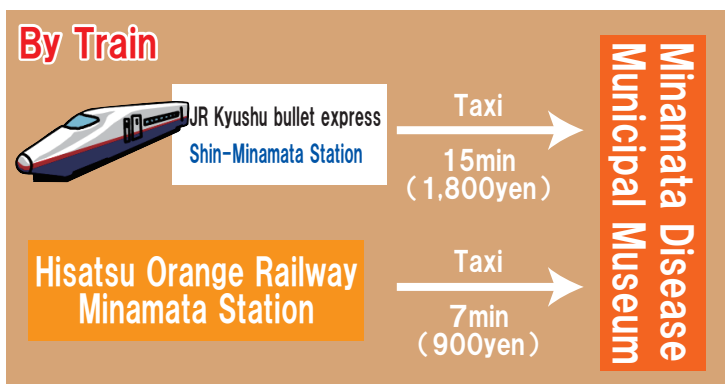 By Train
JR Kyushu bullet express
Shin-Minamata Station
Taxi
15min
(1,800yen)
Hisatsu Orange Railway
Minamata Station
Taxi
7min
(900yen)
Minamata Disease
Municipal Museum